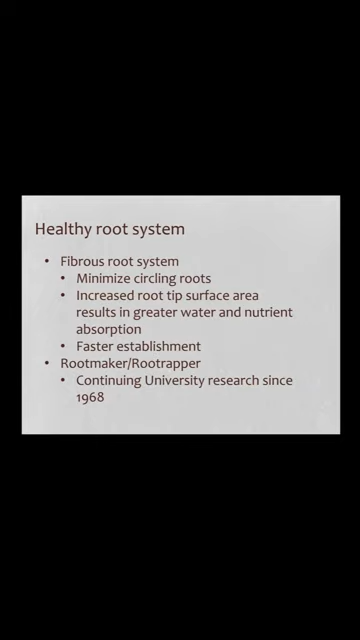 Healthy root system
• Fibrous root system
• Minimize circling roots
• Increased root tip surface area
results in greater water and nutrient
absorption
• Faster establishment
• Rootmaker/Rootrapper
• Continuing University research since
1968